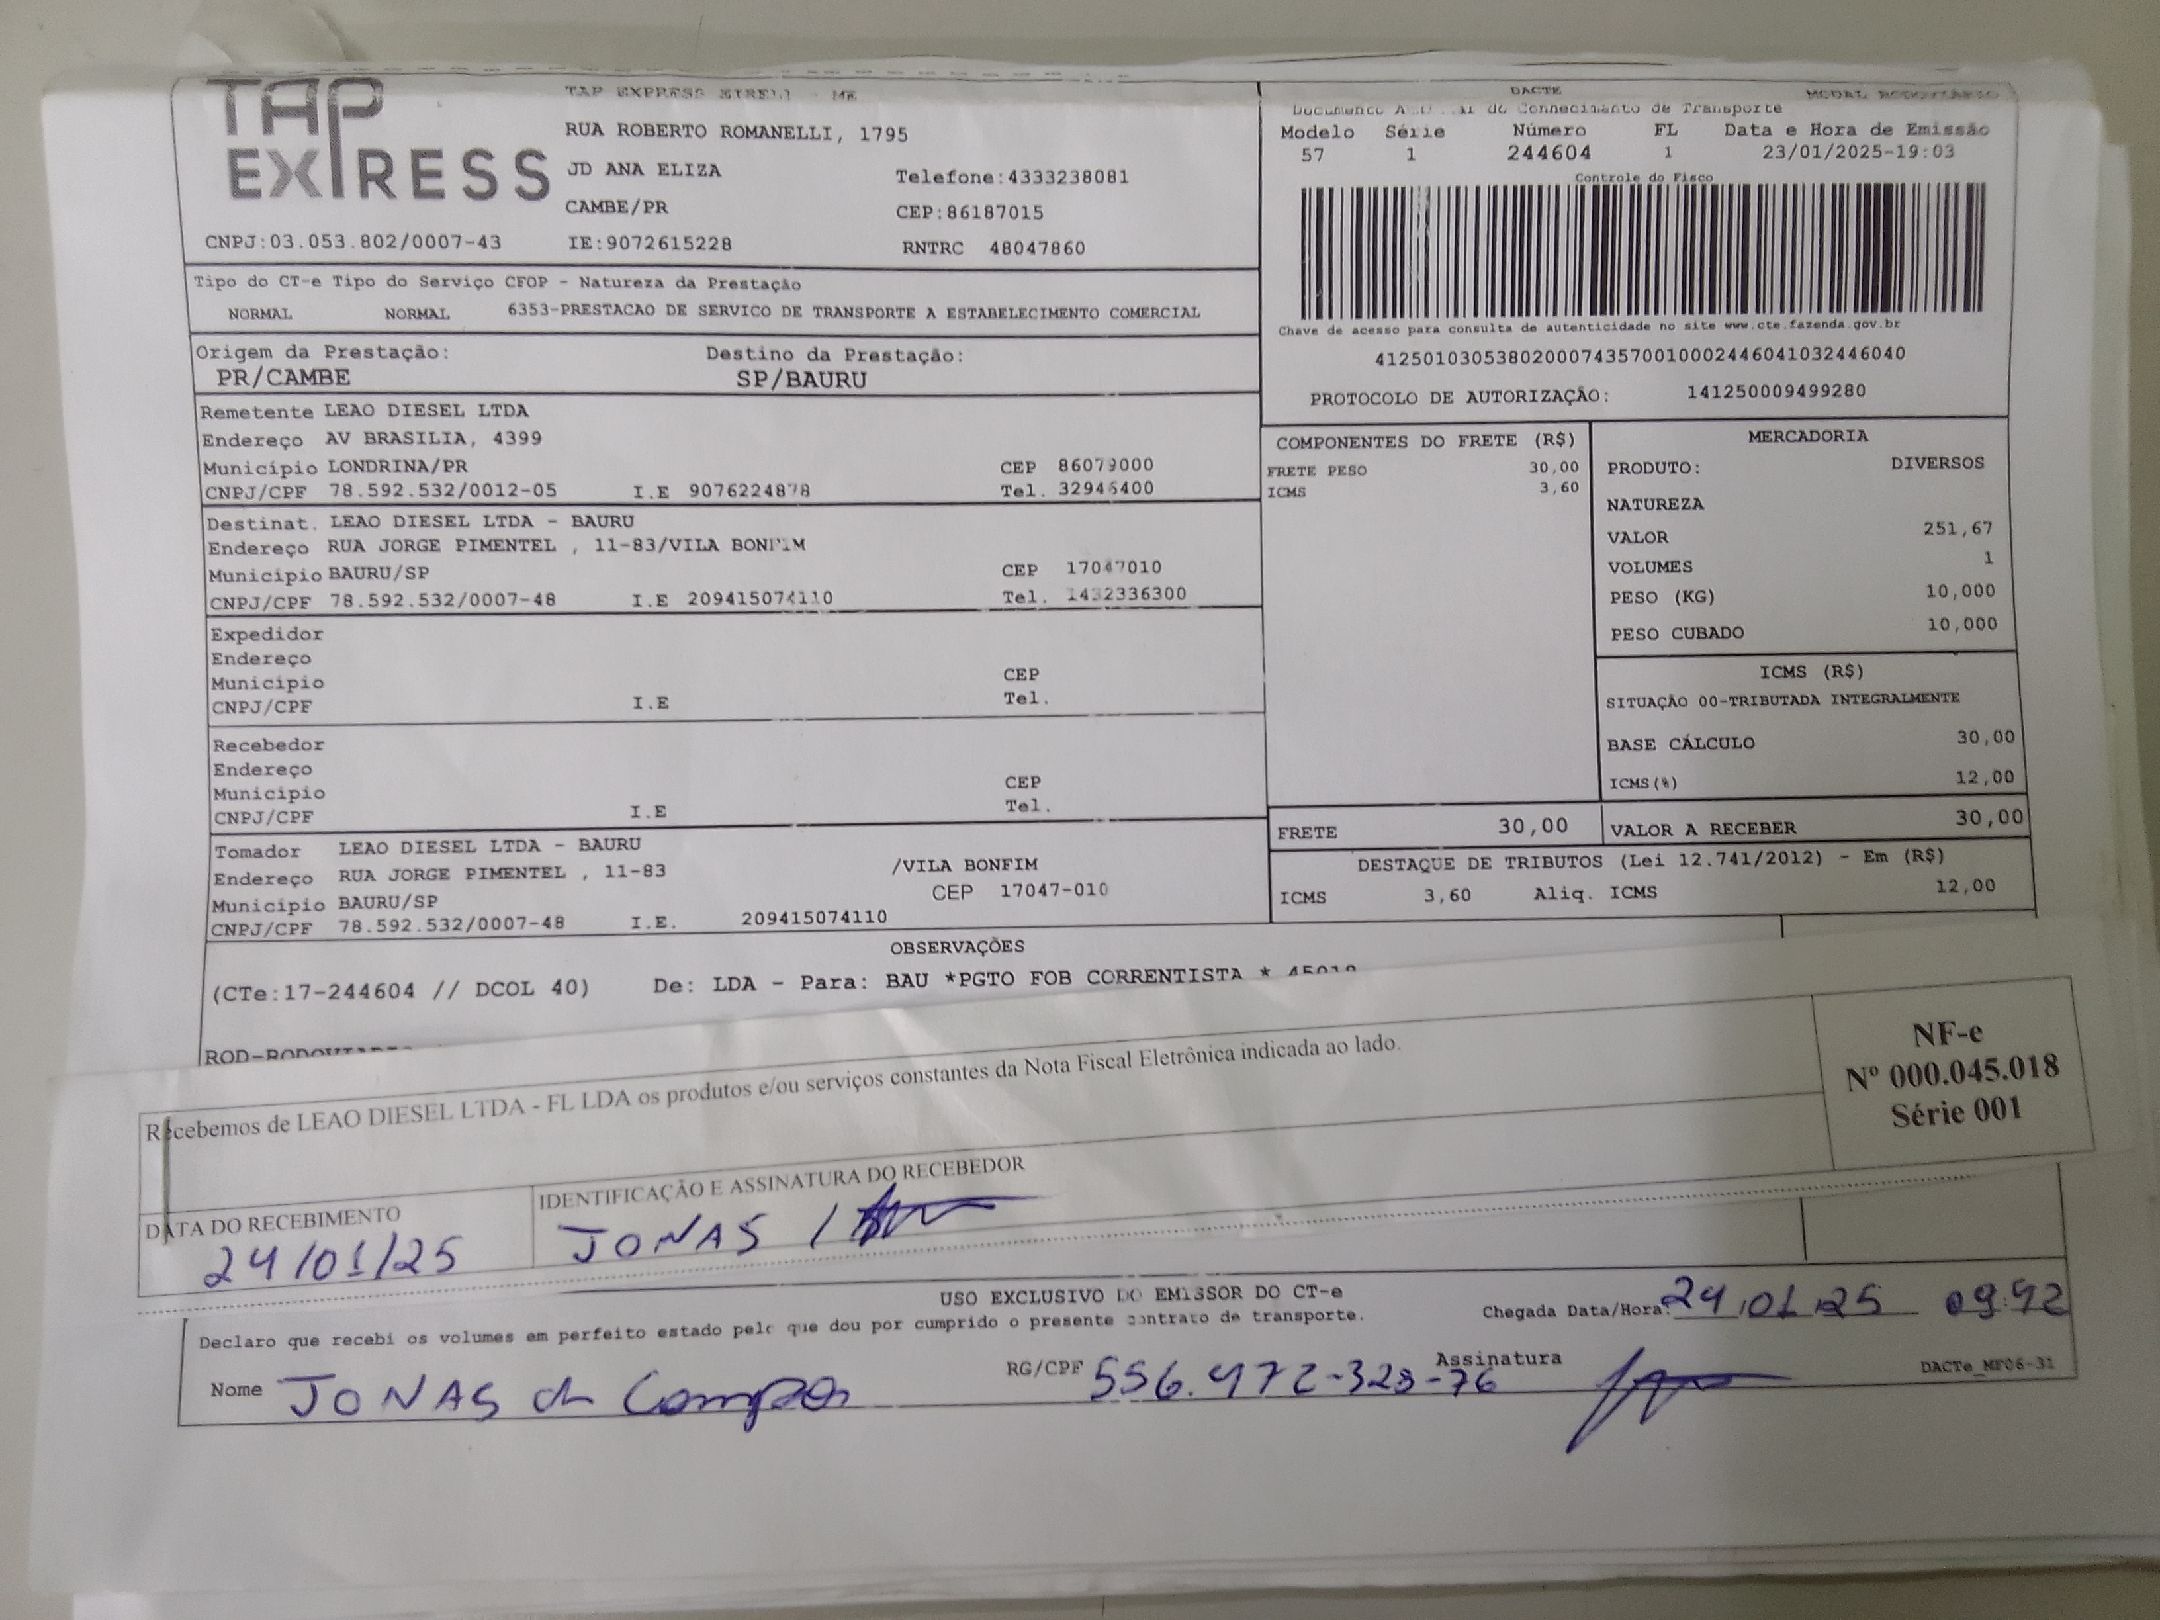 TAP EXPRESS
TAP EXPRESS EIRELI - ME
RUA ROBERTO ROMANELLI, 1795
JD ANA ELIZA Telefone:4333238081
CAMBE/PR CEP:86187015
CNPJ:03.053.802/0007-43 IE:9072615228 RNTRC 48047860
DACTE MODAL RODOVIÁRIO
do Conhecimento de Transporte
Modelo Série Número FL Data e Hora de Emissão
57 1 244604 1 23/01/2025-19:03
Controle do Fisco
Chave de acesso para consulta de autenticidade no site www.cte.fazenda.gov.br
41250103053802000743570010002446041032446040
PROTOCOLO DE AUTORIZAÇÃO: 141250009499280
Tipo do CT-e Tipo do Serviço CFOP - Natureza da Prestação
NORMAL NORMAL 6353-PRESTACAO DE SERVICO DE TRANSPORTE A ESTABELECIMENTO COMERCIAL
Origem da Prestação: Destino da Prestação:
PR/CAMBE SP/BAURU
Remetente LEAO DIESEL LTDA
Endereço AV BRASILIA, 4399
Município LONDRINA/PR CEP 86079000
CNPJ/CPF 78.592.532/0012-05 I.E 9076224878 Tel. 32946400
Destinat. LEAO DIESEL LTDA - BAURU
Endereço RUA JORGE PIMENTEL , 11-83/VILA BONFIM
Município BAURU/SP CEP 17047010
CNPJ/CPF 78.592.532/0007-48 I.E 209415074110 Tel. 1432336300
Expedidor
Endereço
Município CEP
CNPJ/CPF I.E Tel.
Recebedor
Endereço
Município CEP
CNPJ/CPF I.E Tel.
Tomador LEAO DIESEL LTDA - BAURU
Endereço RUA JORGE PIMENTEL , 11-83 /VILA BONFIM
Município BAURU/SP CEP 17047-010
CNPJ/CPF 78.592.532/0007-48 I.E. 209415074110
COMPONENTES DO FRETE (R$)
FRETE PESO 30,00
ICMS 3,60
MERCADORIA
PRODUTO: DIVERSOS
NATUREZA
VALOR 251,67
VOLUMES 1
PESO (KG) 10,000
PESO CUBADO 10,000
ICMS (R$)
SITUAÇÃO 00-TRIBUTADA INTEGRALMENTE
BASE CÁLCULO 30,00
ICMS(%) 12,00
FRETE 30,00 VALOR A RECEBER 30,00
DESTAQUE DE TRIBUTOS (Lei 12.741/2012) - Em (R$)
ICMS 3,60 Aliq. ICMS 12,00
OBSERVAÇÕES
(CTe:17-244604 // DCOL 40) De: LDA - Para: BAU *PGTO FOB CORRENTISTA * 45018
Recebemos de LEAO DIESEL LTDA - FL LDA os produtos e/ou serviços constantes da Nota Fiscal Eletrônica indicada ao lado.
NF-e
Nº 000.045.018
Série 001
DATA DO RECEBIMENTO IDENTIFICAÇÃO E ASSINATURA DO RECEBEDOR
24/01/25 JONAS /
USO EXCLUSIVO DO EMISSOR DO CT-e
Declaro que recebi os volumes em perfeito estado pelo que dou por cumprido o presente contrato de transporte. Chegada Data/Hora: 24/01/25 09:42
Nome JONAS de Campos RG/CPF 556.472-328-76 Assinatura DACTe_MF06-31